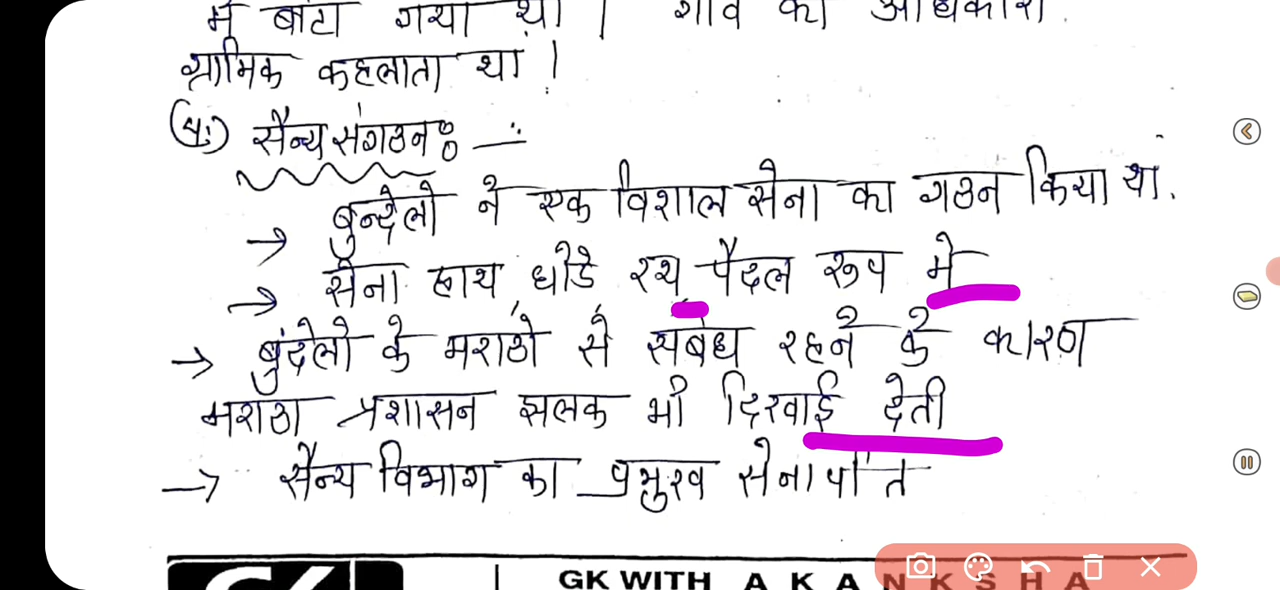 में बांटा गया था । गांव का अधिकारी
ग्रामिक कहलाता था ।
(4:) सैन्य संगठन :-
→ बुन्देलो ने एक विशाल सेना का गठन किया था.
→ सेना हाथ घोडे रथ पैदल रूप मे
→ बुंदेलो के मराठो से सबंध रहने के कारण
मराठा प्रशासन झलक भी दिखाई देती
→ सैन्य विभाग का प्रमुख सेनापति
GK WITH AKANKSHA